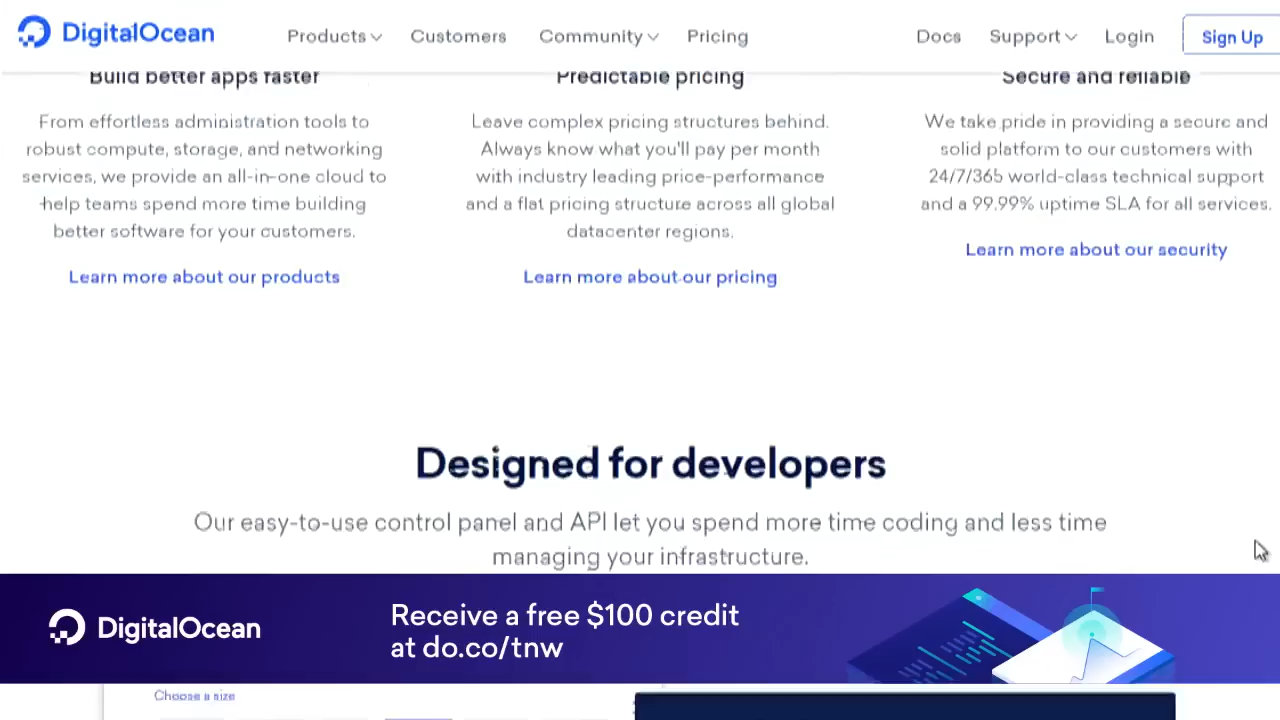 DigitalOcean Products Customers Community Pricing Docs Support Login Sign Up
Build better apps faster
From effortless administration tools to
robust compute, storage, and networking
services, we provide an all-in-one cloud to
help teams spend more time building
better software for your customers.
Learn more about our products
Predictable pricing
Leave complex pricing structures behind.
Always know what you'll pay per month
with industry leading price-performance
and a flat pricing structure across all global
datacenter regions.
Learn more about our pricing
Secure and reliable
We take pride in providing a secure and
solid platform to our customers with
24/7/365 world-class technical support
and a 99.99% uptime SLA for all services.
Learn more about our security
Designed for developers
Our easy-to-use control panel and API let you spend more time coding and less time
managing your infrastructure.
DigitalOcean
Receive a free $100 credit
at do.co/tnw
Choose a size